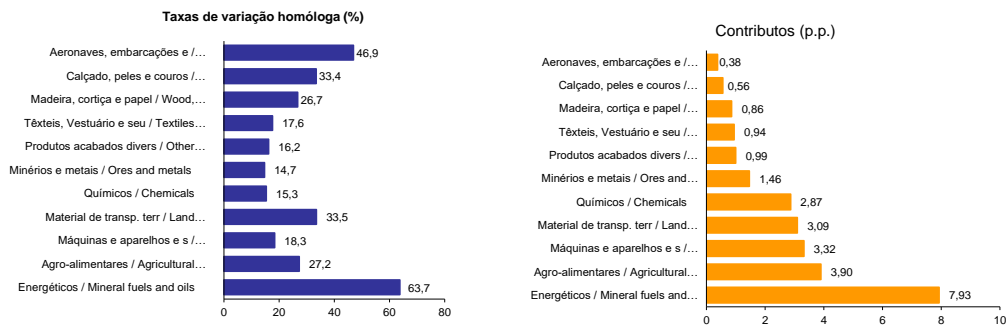 Taxas de variação homóloga (%)
Aeronaves, embarcações e /… 46,9
Calçado, peles e couros /… 33,4
Madeira, cortiça e papel / Wood,… 26,7
Têxteis, Vestuário e seu / Textiles… 17,6
Produtos acabados divers / Other… 16,2
Minérios e metais / Ores and metals 14,7
Químicos / Chemicals 15,3
Material de transp. terr / Land… 33,5
Máquinas e aparelhos e s /… 18,3
Agro-alimentares / Agricultural… 27,2
Energéticos / Mineral fuels and oils 63,7
0 20 40 60 80
Contributos (p.p.)
Aeronaves, embarcações e /… 0,38
Calçado, peles e couros /… 0,56
Madeira, cortiça e papel /… 0,86
Têxteis, Vestuário e seu /… 0,94
Produtos acabados divers /… 0,99
Minérios e metais / Ores and… 1,46
Químicos / Chemicals 2,87
Material de transp. terr / Land… 3,09
Máquinas e aparelhos e s /… 3,32
Agro-alimentares / Agricultural… 3,90
Energéticos / Mineral fuels and… 7,93
0 2 4 6 8 10